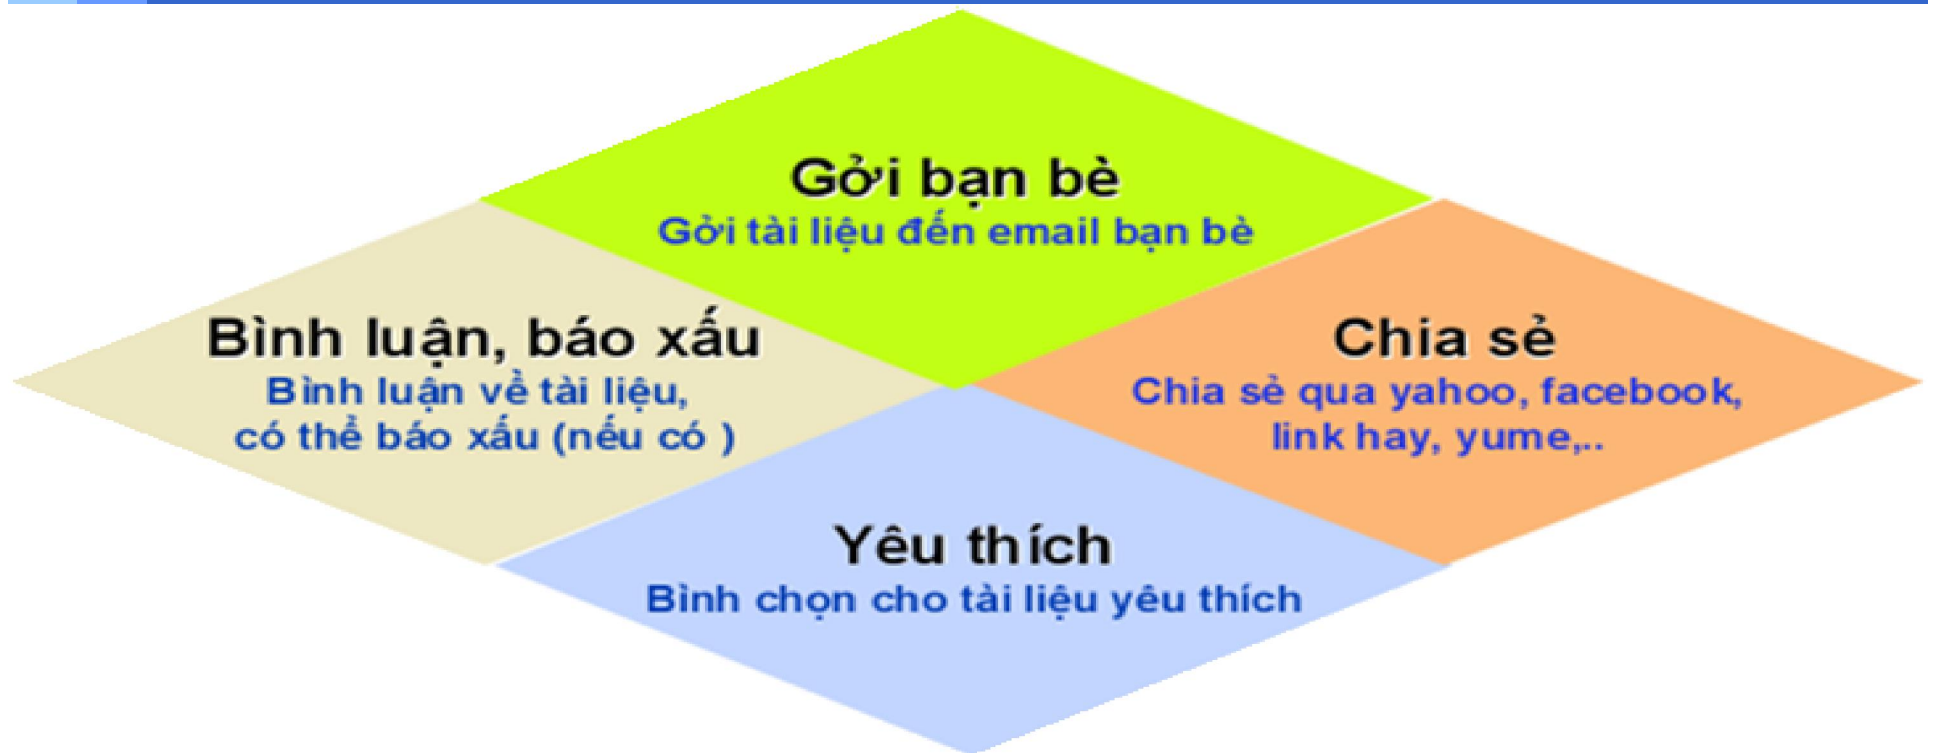 Gởi bạn bè
Gởi tài liệu đến email bạn bè
Bình luận, báo xấu
Bình luận về tài liệu,
có thể báo xấu (nếu có )
Chia sẻ
Chia sẻ qua yahoo, facebook,
link hay, yume,..
Yêu thích
Bình chọn cho tài liệu yêu thích